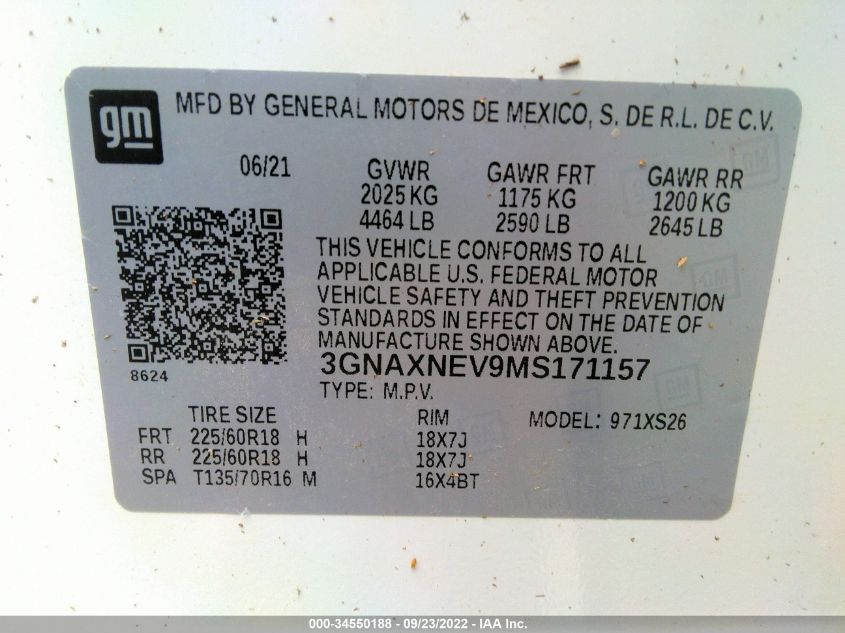 gm
MFD BY GENERAL MOTORS DE MEXICO, S. DE R.L. DE C.V.
06/21 GVWR GAWR FRT GAWR RR
2025 KG 1175 KG 1200 KG
4464 LB 2590 LB 2645 LB
THIS VEHICLE CONFORMS TO ALL
APPLICABLE U.S. FEDERAL MOTOR
VEHICLE SAFETY AND THEFT PREVENTION
STANDARDS IN EFFECT ON THE DATE OF
MANUFACTURE SHOWN ABOVE.
8624
3GNAXNEV9MS171157
TYPE: M.P.V.
TIRE SIZE RIM MODEL: 971XS26
FRT 225/60R18 H 18X7J
RR 225/60R18 H 18X7J
SPA T135/70R16 M 16X4BT
000-34550188 - 09/23/2022 - IAA Inc.